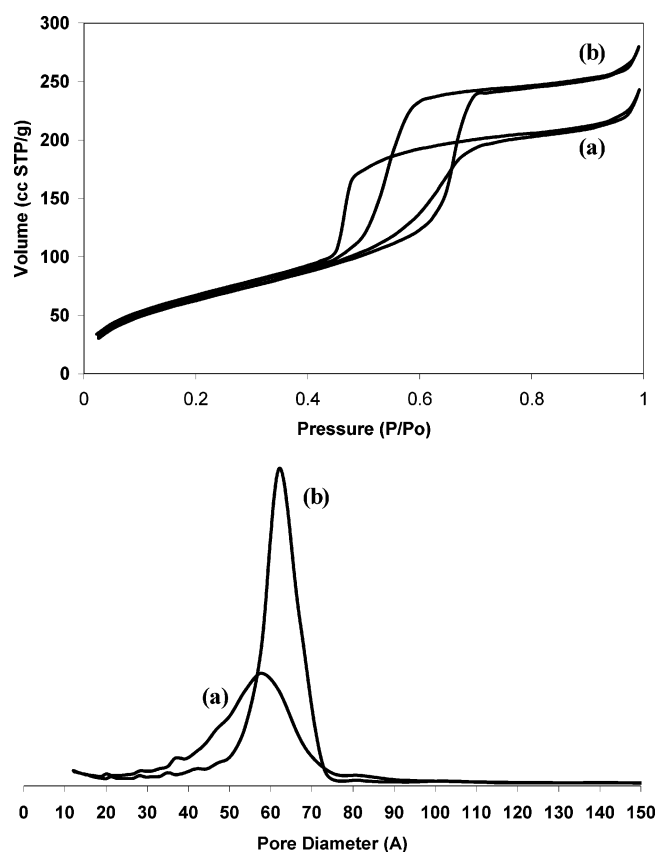 300
250
200
150
100
50
0
Volume (cc STP/g)
(b)
(a)
0 0.2 0.4 0.6 0.8 1
Pressure (P/Po)
(b)
(a)
0 10 20 30 40 50 60 70 80 90 100 110 120 130 140 150
Pore Diameter (A)